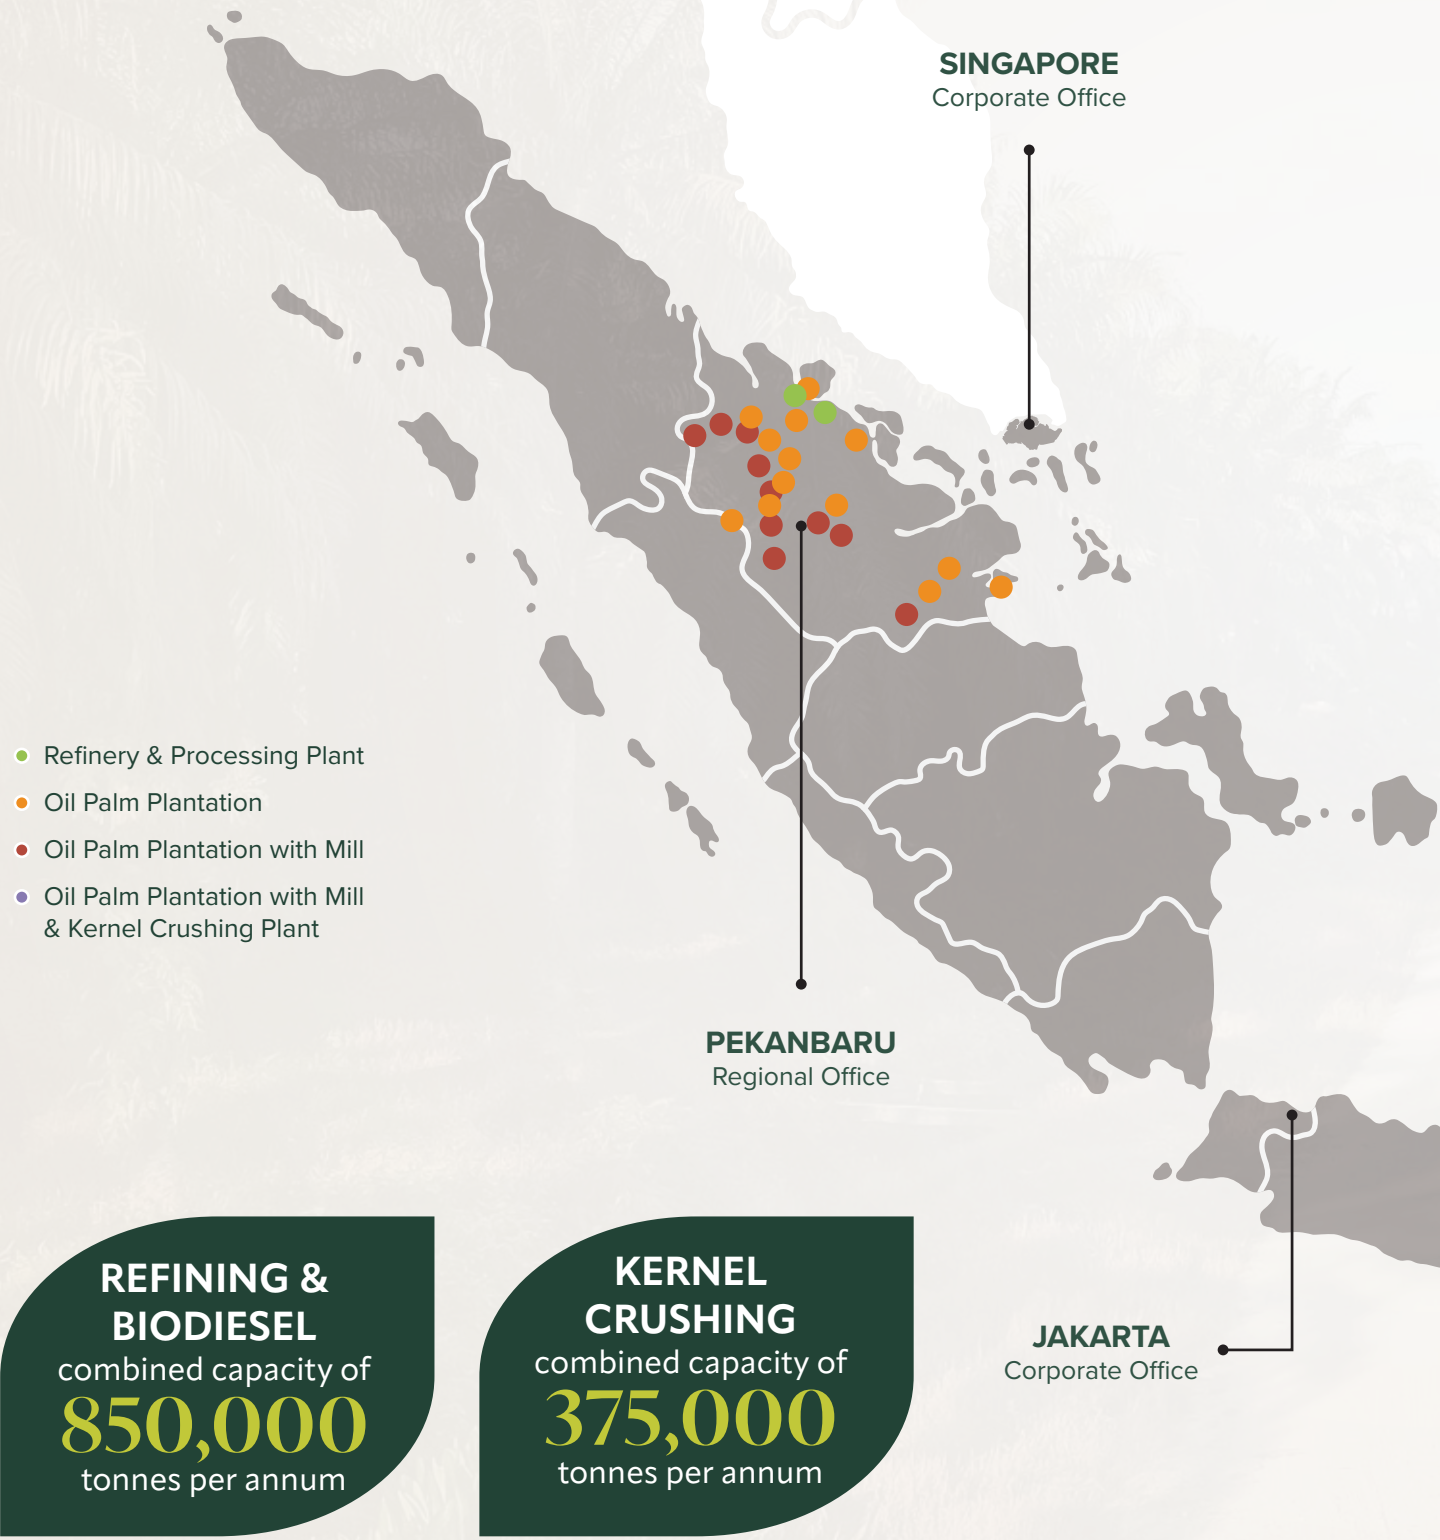 SINGAPORE
Corporate Office
Refinery & Processing Plant
Oil Palm Plantation
Oil Palm Plantation with Mill
Oil Palm Plantation with Mill
& Kernel Crushing Plant
PEKANBARU
Regional Office
REFINING &
BIODIESEL
combined capacity of
850,000
tonnes per annum
KERNEL
CRUSHING
combined capacity of
375,000
tonnes per annum
JAKARTA
Corporate Office